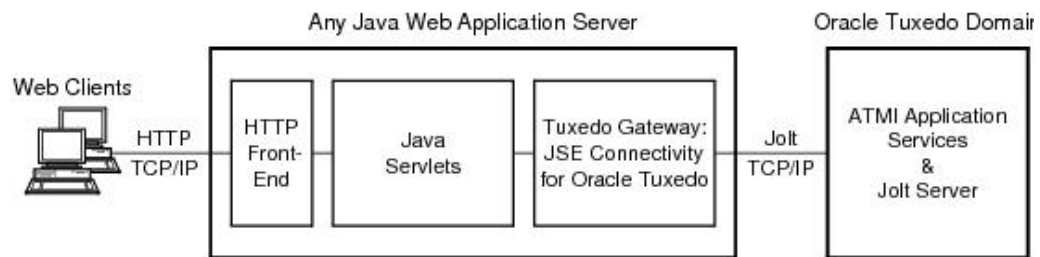 Any Java Web Application Server
Oracle Tuxedo Domain
Web Clients
HTTP
TCP/IP
HTTP
Front-
End
Java
Servlets
Tuxedo Gateway:
JSE Connectivity
for Oracle Tuxedo
Jolt
TCP/IP
ATMI Application
Services
&
Jolt Server